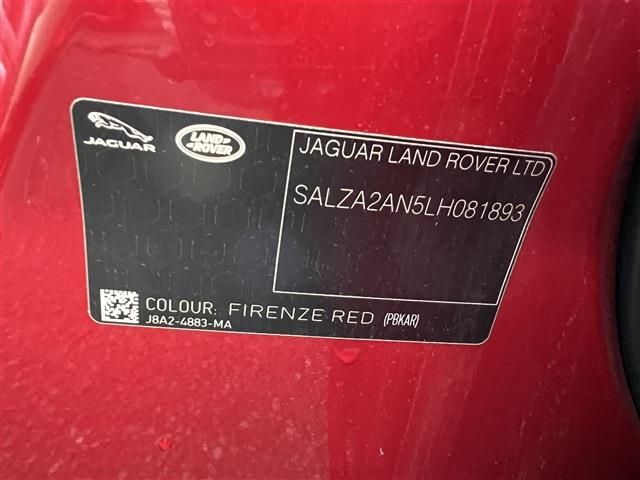 JAGUAR
LAND ROVER
JAGUAR LAND ROVER LTD
SALZA2AN5LH081893
COLOUR: FIRENZE RED (PBKAR)
J8A2-4883-MA